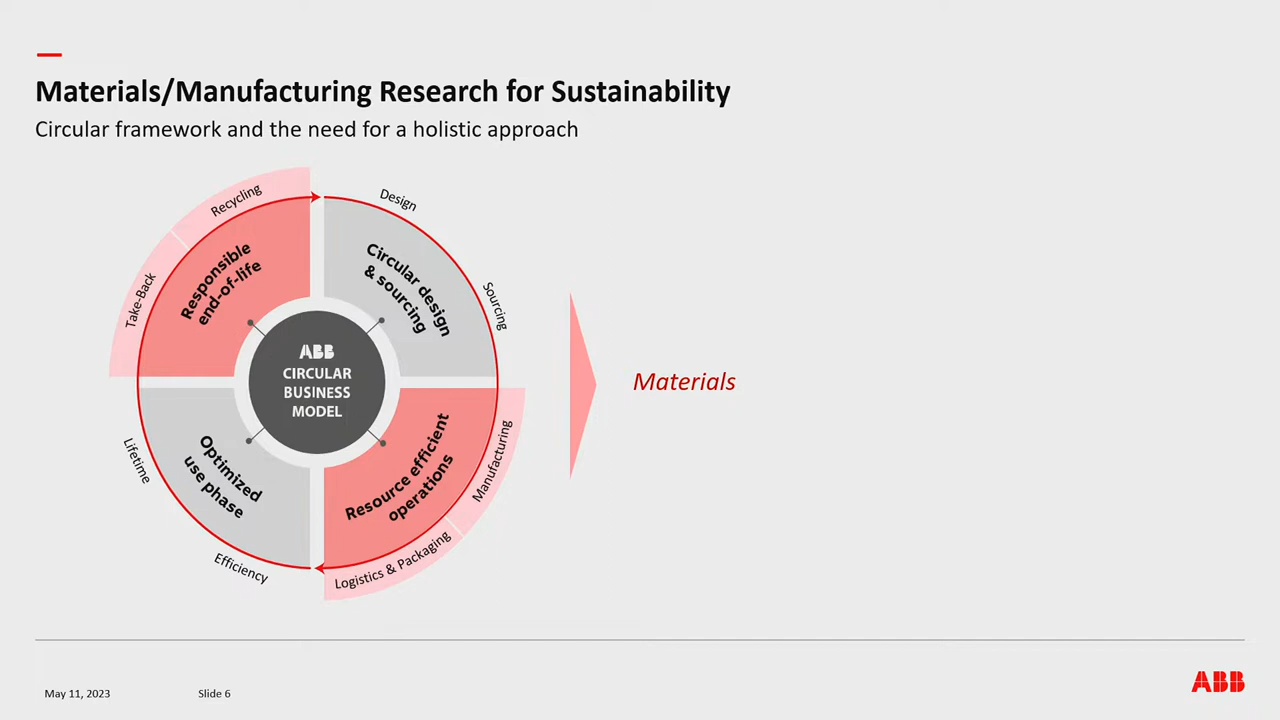 Materials/Manufacturing Research for Sustainability
Circular framework and the need for a holistic approach
Recycling
Design
Take-Back
Responsible
end-of-life
Circular design
& sourcing
Sourcing
ABB
CIRCULAR
BUSINESS
MODEL
Materials
Lifetime
Optimized
use phase
Resource efficient
operations
Manufacturing
Efficiency
Logistics & Packaging
May 11, 2023
Slide 6
ABB